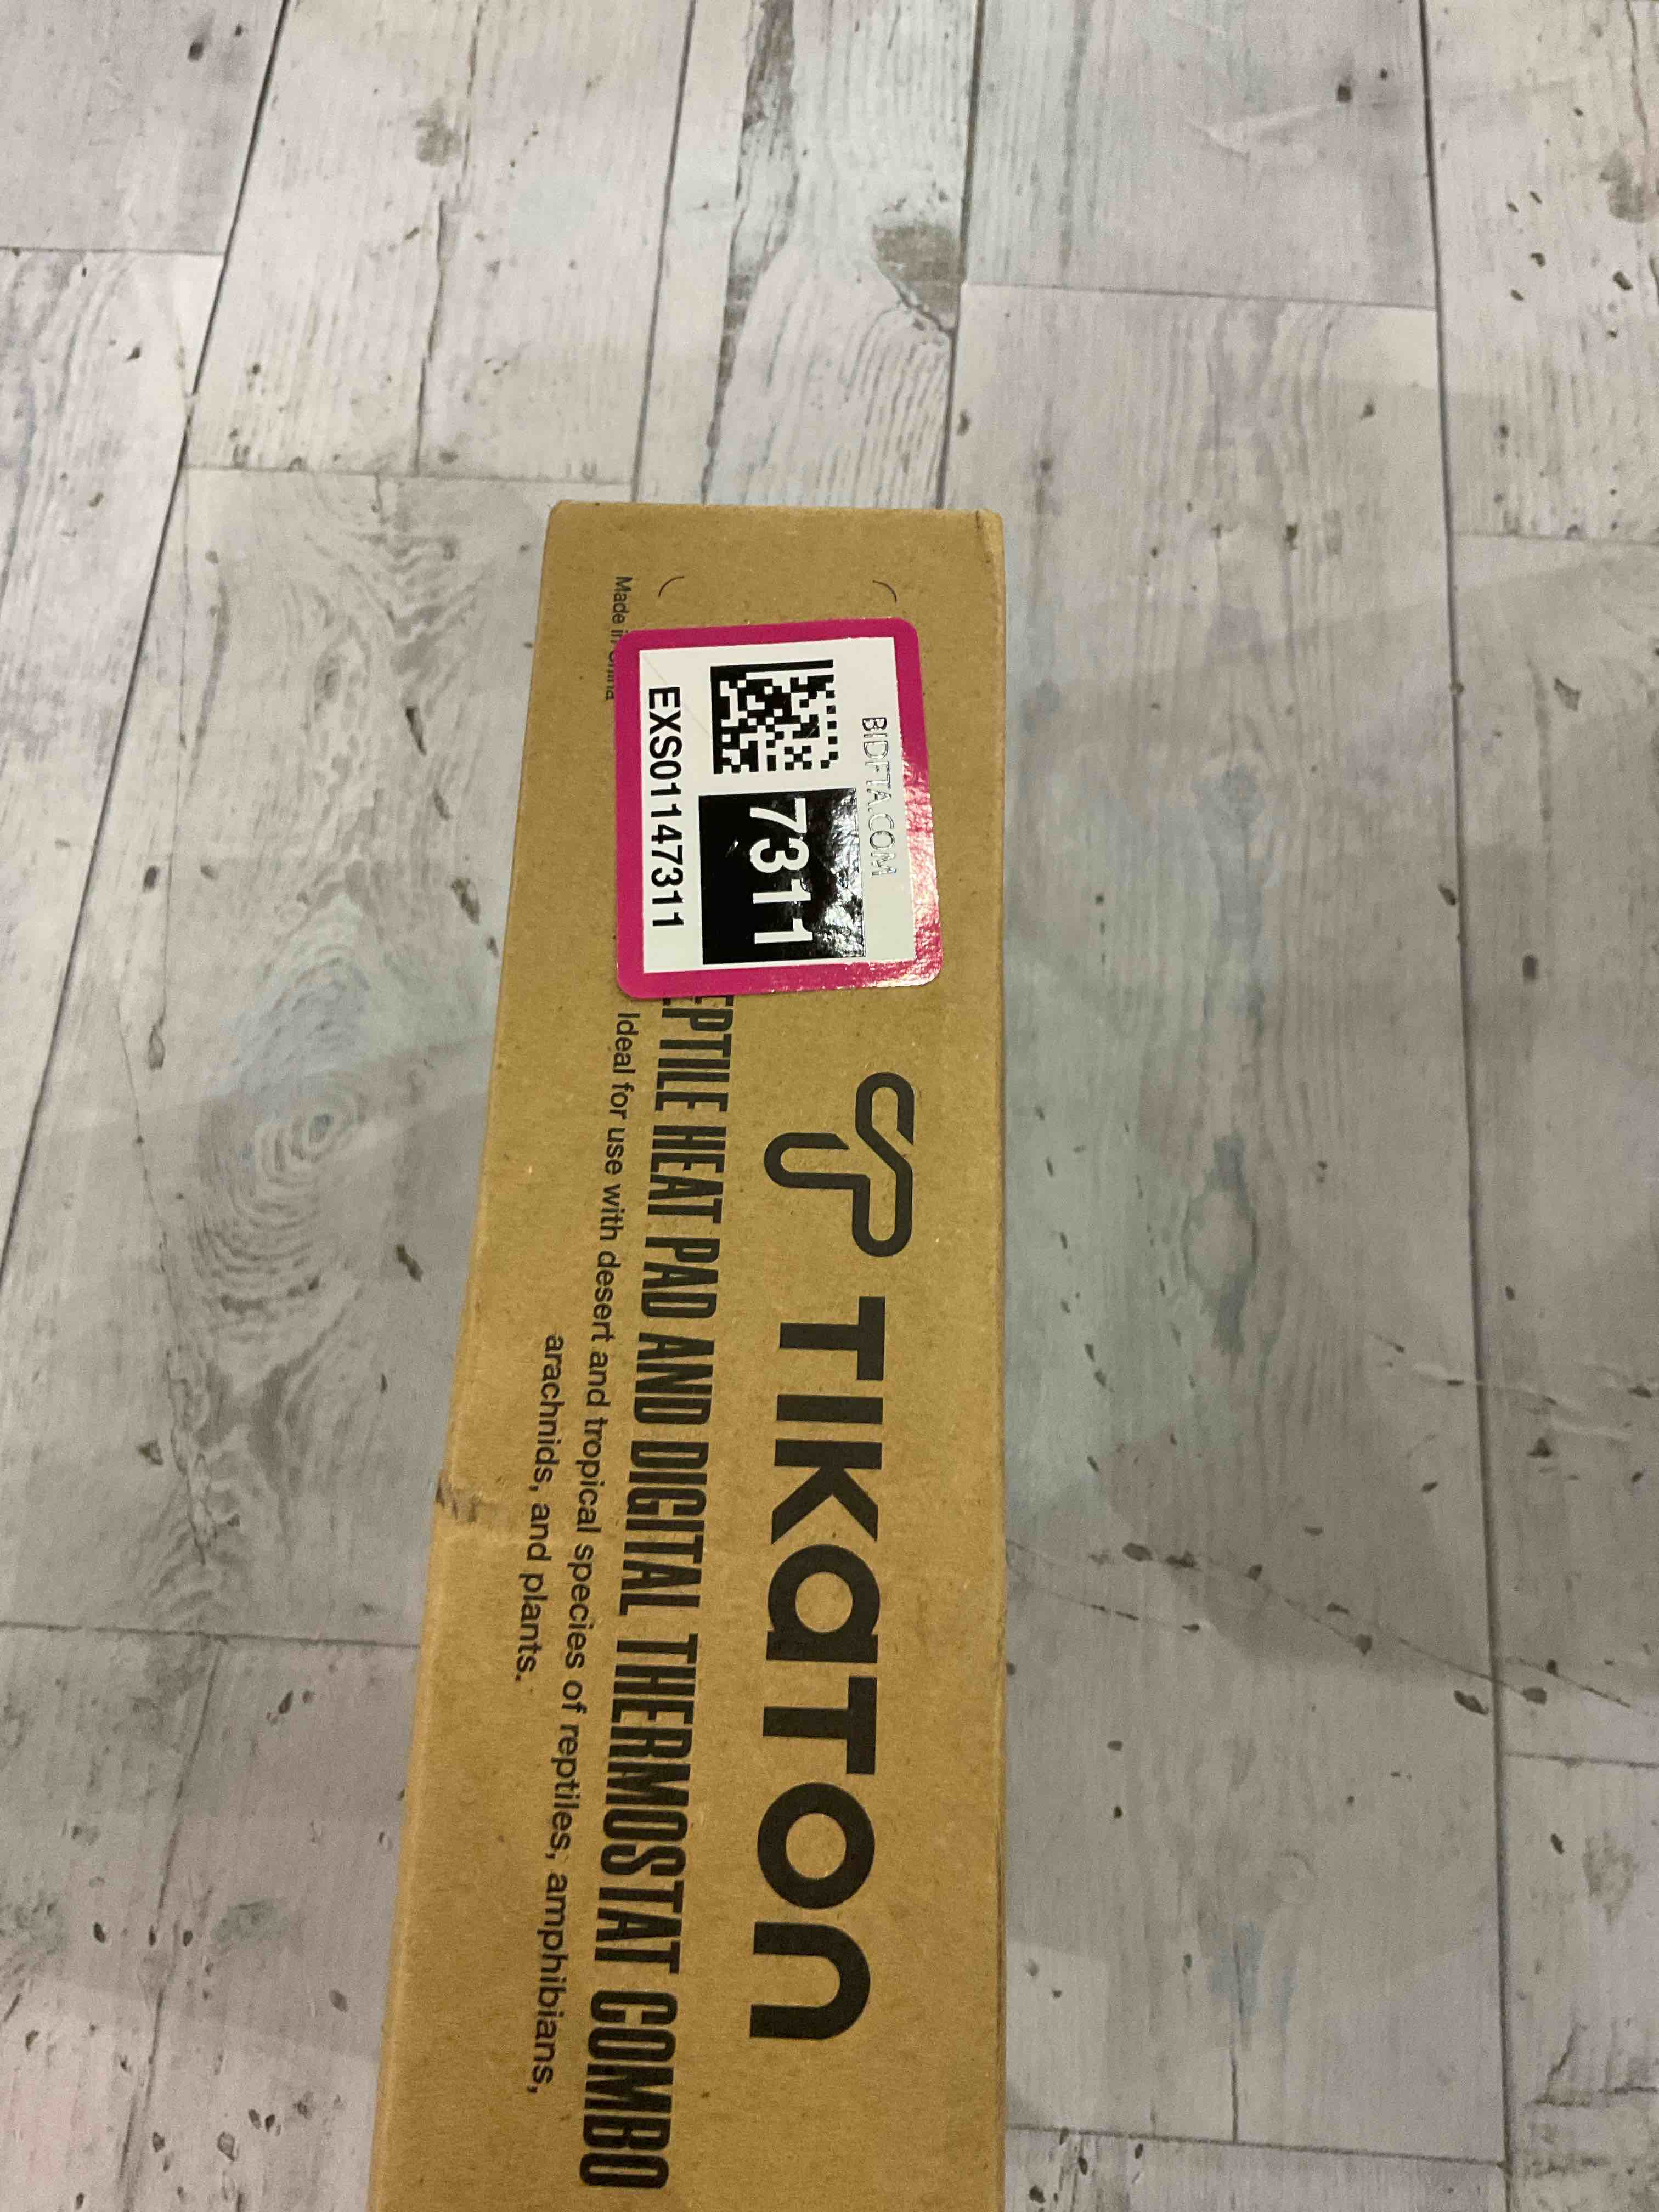 BIDFTA.COM
7311
EXS01147311
Made in China
TIKATON
EPTILE HEAT PAD AND DIGITAL THERMOSTAT COMBO
Ideal for use with desert and tropical species of reptiles, amphibians,
arachnids, and plants.